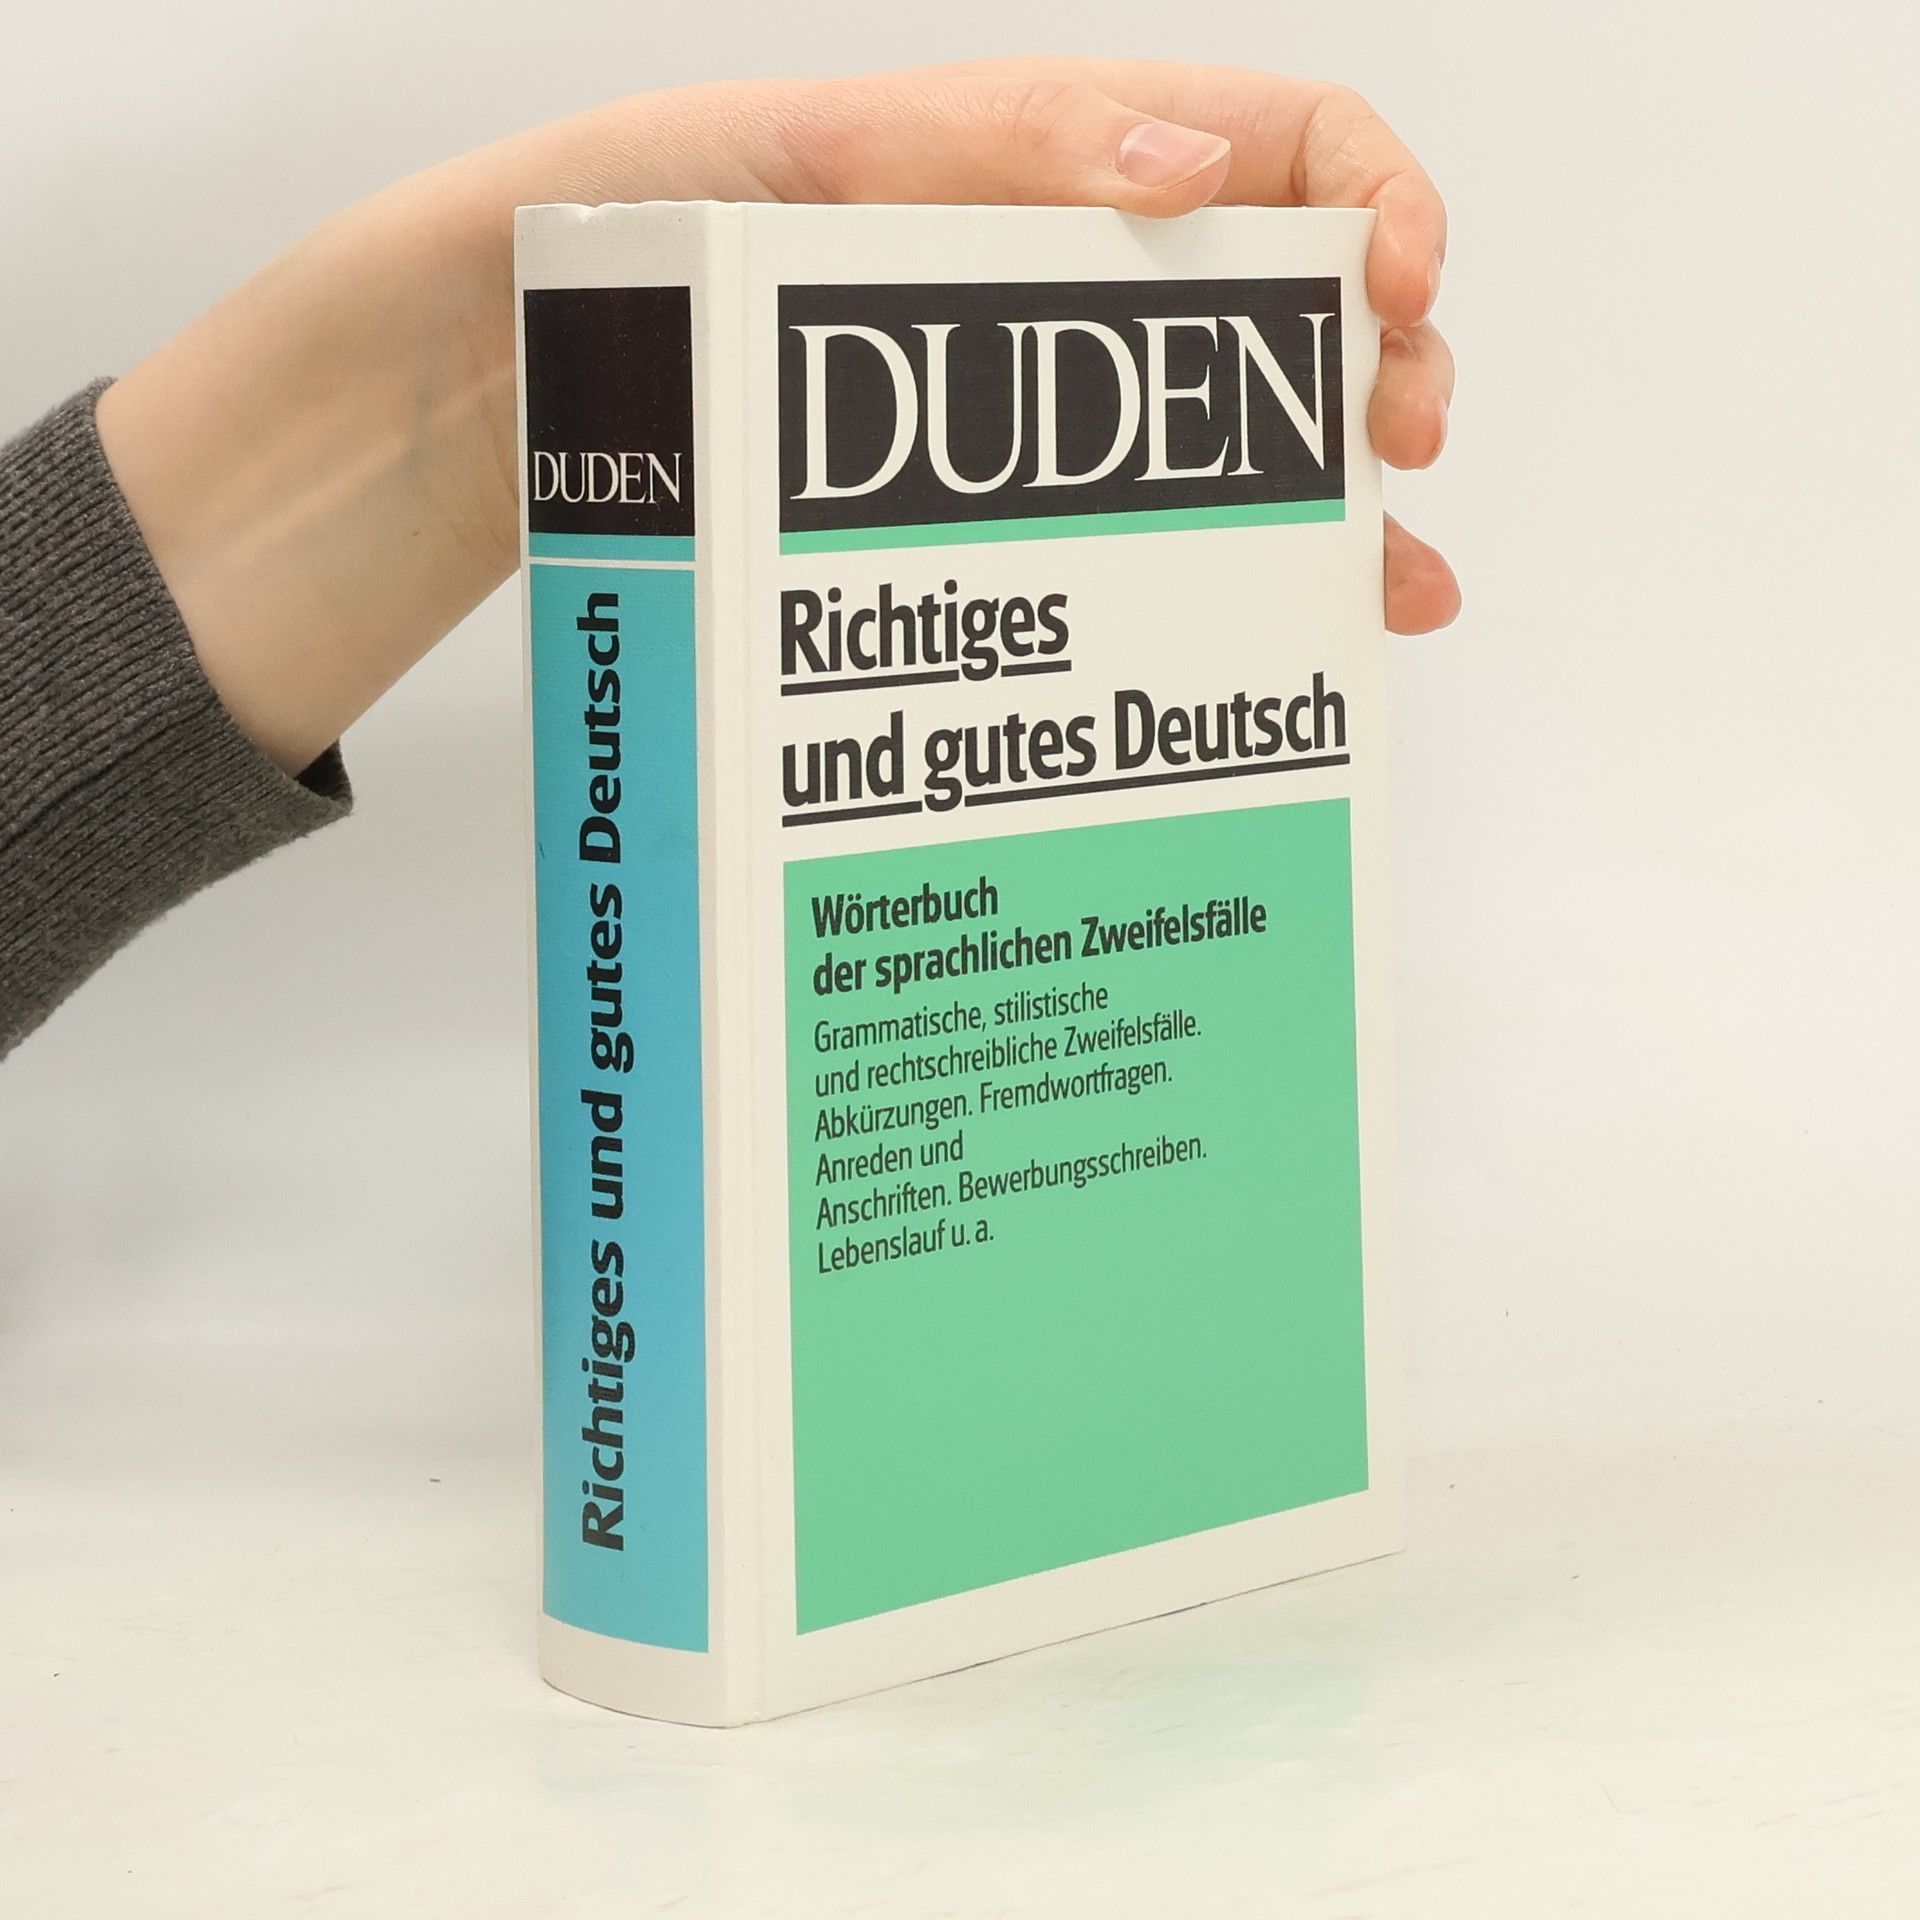 DUDEN
Richtiges und gutes Deutsch
DUDEN
Richtiges
und gutes Deutsch
Wörterbuch
der sprachlichen Zweifelsfälle
Grammatische, stilistische
und rechtschreibliche Zweifelsfälle.
Abkürzungen. Fremdwortfragen.
Anreden und
Anschriften. Bewerbungsschreiben.
Lebenslauf u. a.